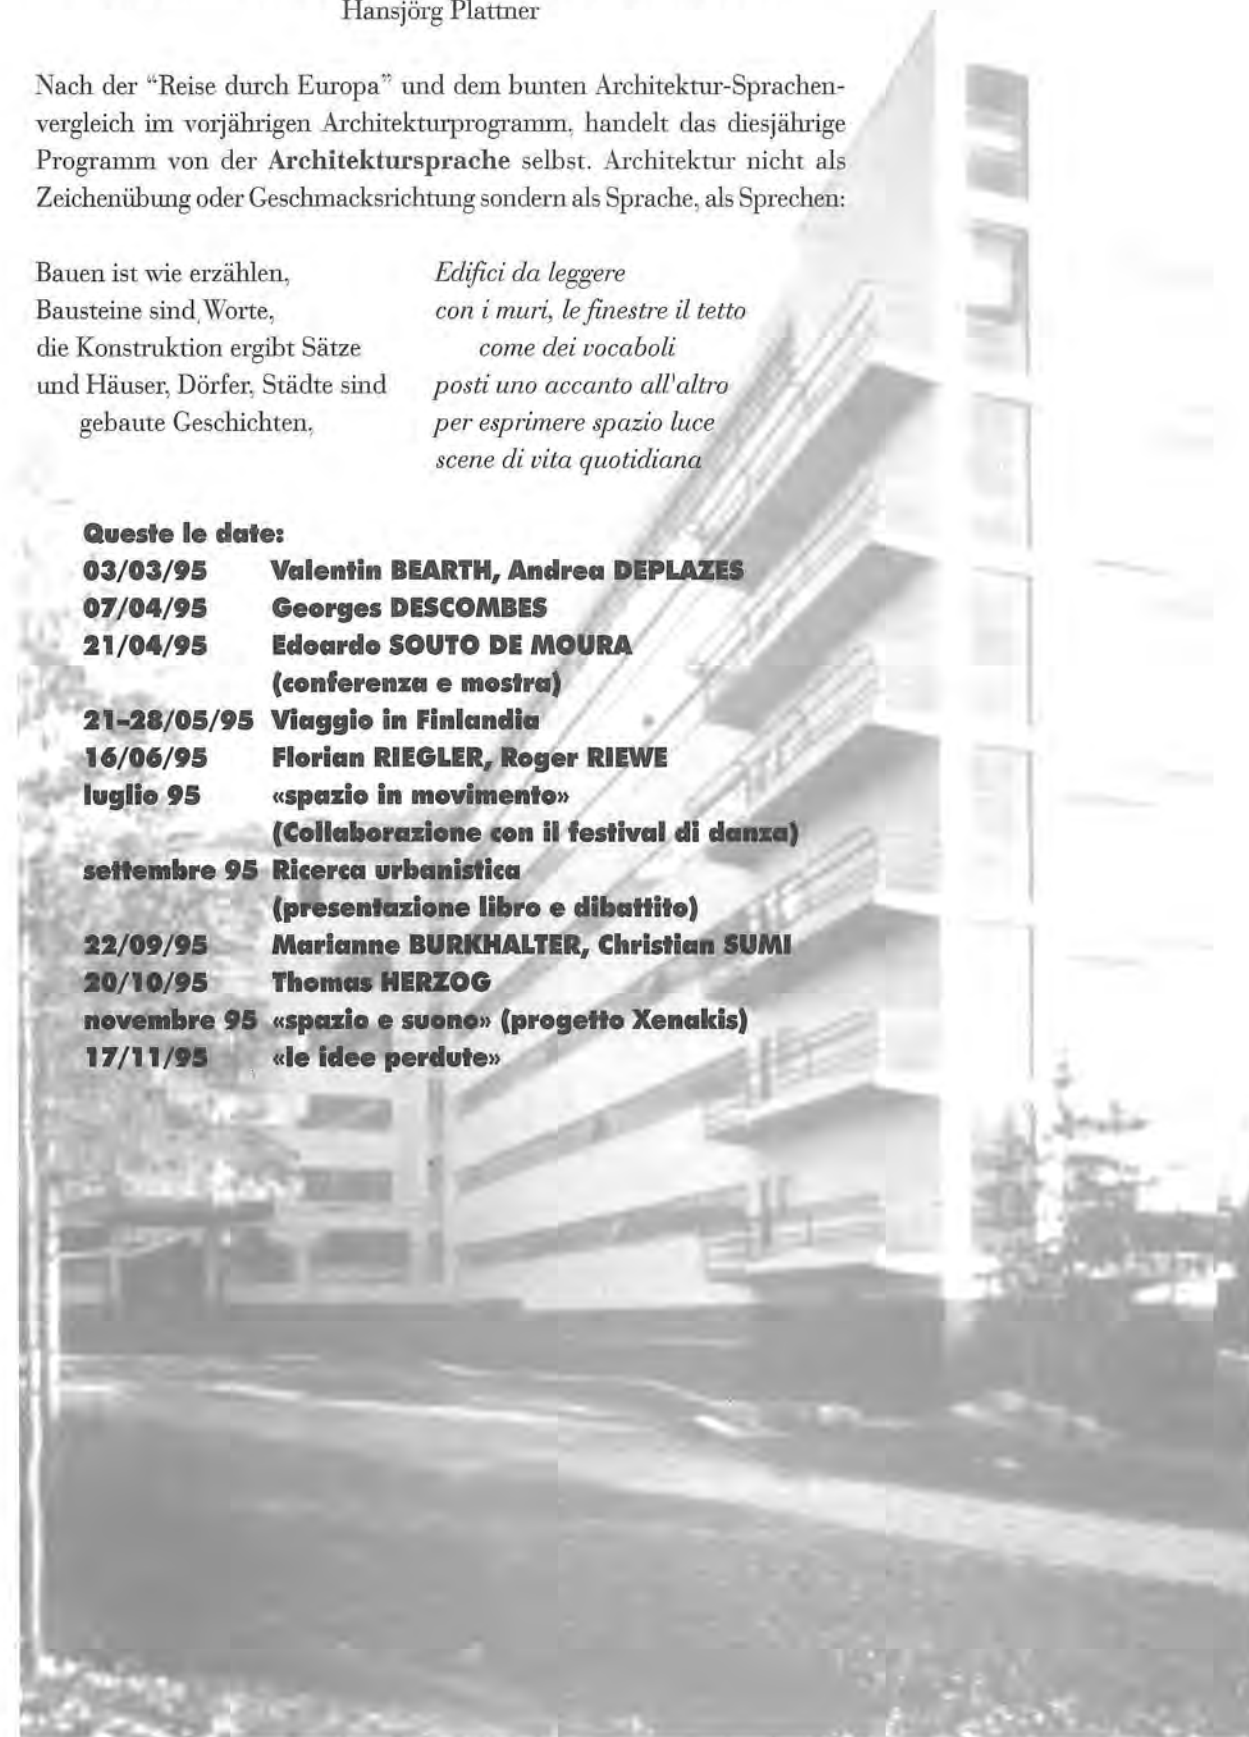 Hansjörg Plattner
Nach der “Reise durch Europa” und dem bunten Architektur-Sprachen-
vergleich im vorjährigen Architekturprogramm, handelt das diesjährige
Programm von der Architektursprache selbst. Architektur nicht als
Zeichenübung oder Geschmacksrichtung sondern als Sprache, als Sprechen:
Bauen ist wie erzählen,
Bausteine sind Worte,
die Konstruktion ergibt Sätze
und Häuser, Dörfer, Städte sind
gebaute Geschichten,
Edifici da leggere
con i muri, le finestre il tetto
come dei vocaboli
posti uno accanto all'altro
per esprimere spazio luce
scene di vita quotidiana
Queste le date:
03/03/95 Valentin BEARTH, Andrea DEPLAZES
07/04/95 Georges DESCOMBES
21/04/95 Edoardo SOUTO DE MOURA
(conferenza e mostra)
21–28/05/95 Viaggio in Finlandia
16/06/95 Florian RIEGLER, Roger RIEWE
luglio 95 «spazio in movimento»
(Collaborazione con il festival di danza)
settembre 95 Ricerca urbanistica
(presentazione libro e dibattito)
22/09/95 Marianne BURKHALTER, Christian SUMI
20/10/95 Thomas HERZOG
novembre 95 «spazio e suono» (progetto Xenakis)
17/11/95 «le idee perdute»